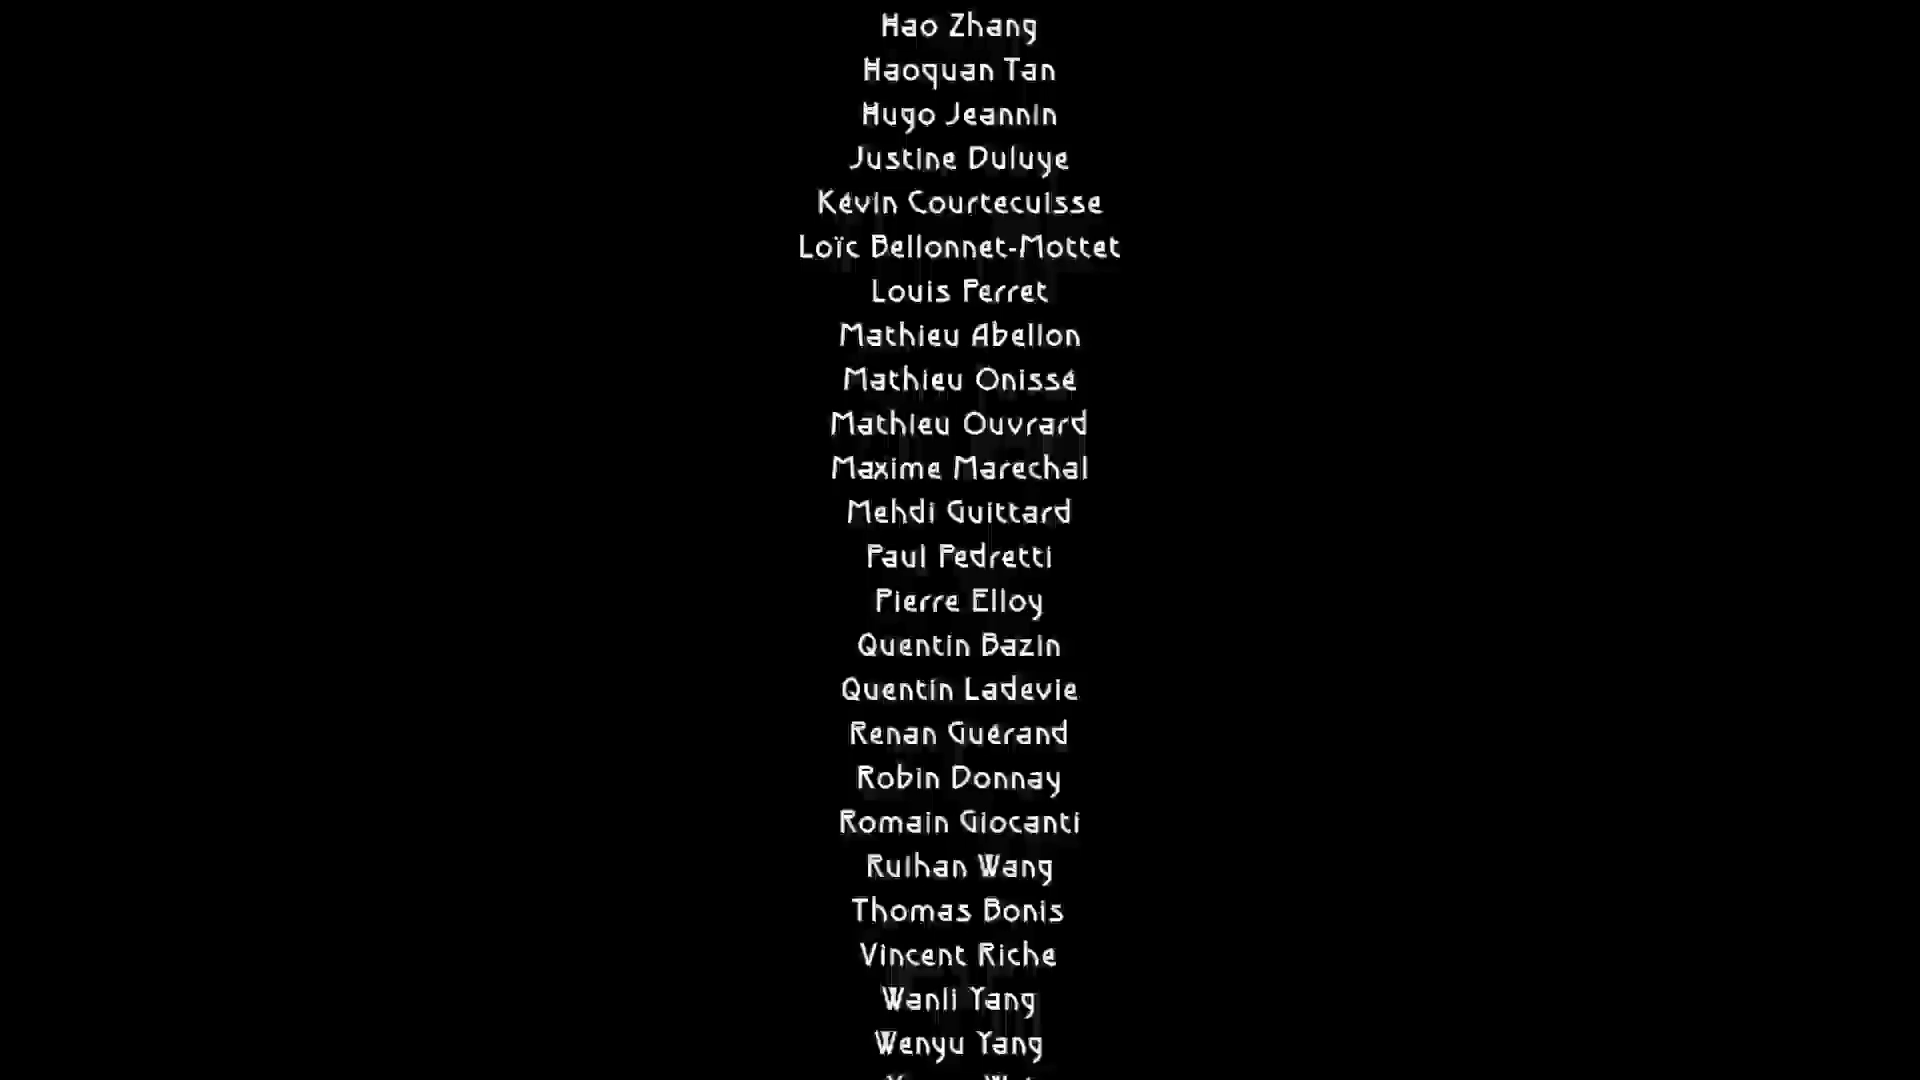 Hao Zhang
Haoquan Tan
Hugo Jeannin
Justine Duluye
Kévin Courtecuisse
Loïc Bellonnet-Mottet
Louis Perret
Mathieu Abellon
Mathieu Onissé
Mathieu Ouvrard
Maxime Marechal
Mehdi Guittard
Paul Pedretti
Pierre Elloy
Quentin Bazin
Quentin Ladevie
Renan Guérand
Robin Donnay
Romain Giocanti
Ruihan Wang
Thomas Bonis
Vincent Riche
Wanli Yang
Wenyu Yang